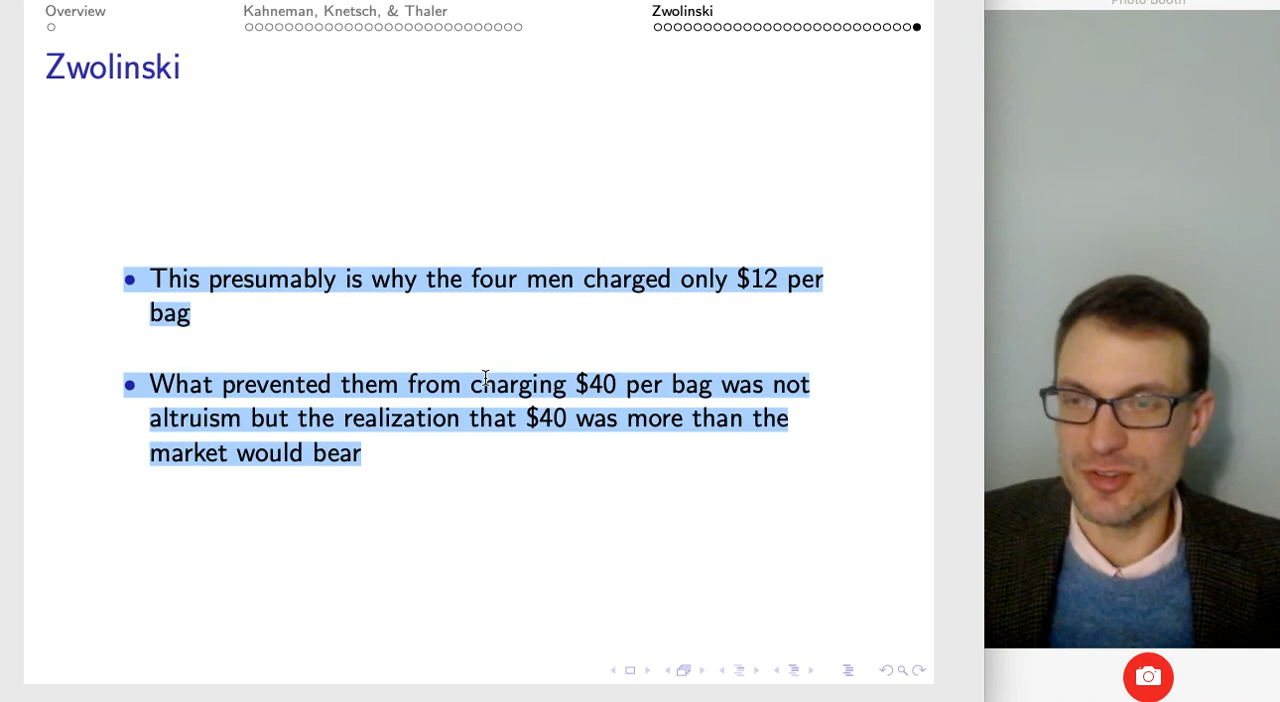 Overview
Kahneman, Knetsch, & Thaler
Zwolinski
Photo Booth
Zwolinski
• This presumably is why the four men charged only $12 per
bag
• What prevented them from charging $40 per bag was not
altruism but the realization that $40 was more than the
market would bear